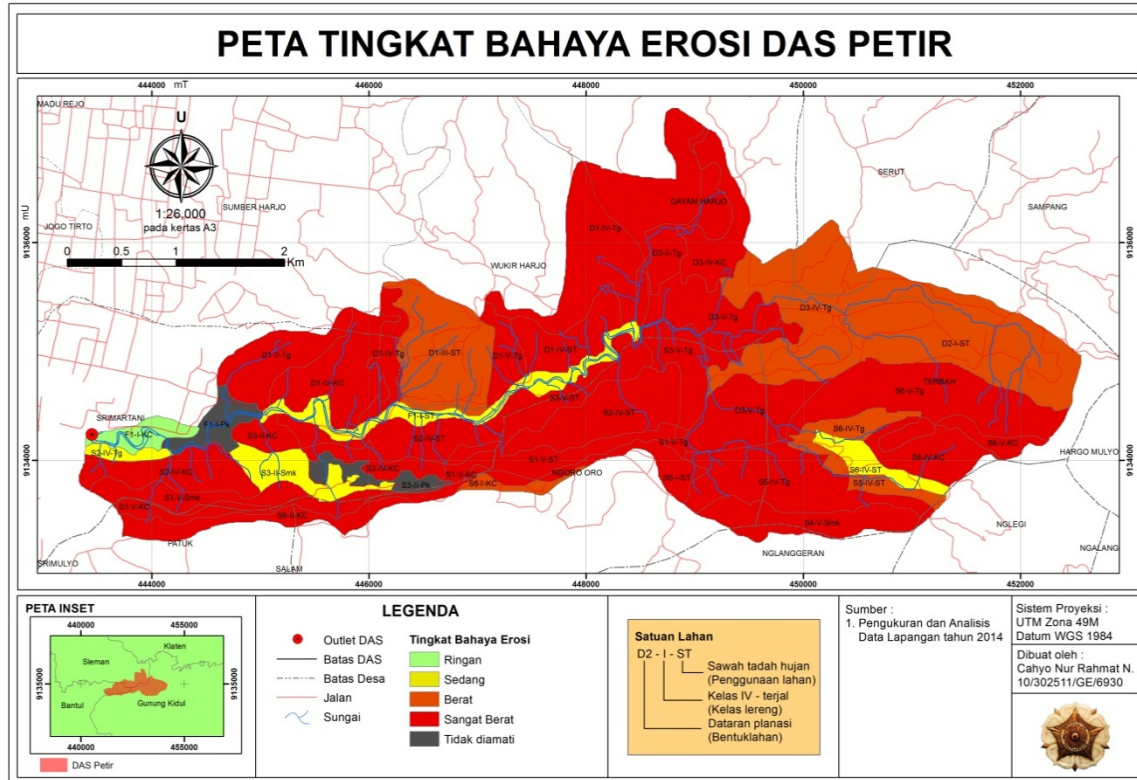 PETA TINGKAT BAHAYA EROSI DAS PETIR
444000 mT 446000 448000 450000 452000
MADU REJO
U
SERUT
1:26,000
pada kertas A3
SUMBER HARJO
GAYAM HARJO
SAMPANG
JOGO TIRTO
D1-IV-Tg
9136000 mU
9136000
0 0.5 1 2
Km
WUKIR HARJO
D3-II-Tg
D3-IV-KC
D3-IV-Tg
D3-V-Tg
D2-I-ST
D1-II-Tg
D1-IV-Tg
D1-III-ST
D1-V-Tg
D1-IV-ST
S3-V-Tg
D1-IV-KC
S6-V-Tg
TERBAH
S3-V-ST
SRIMARTANI
F1-I-Pk
F1-I-ST
S2-IV-ST
D3-V-Tg
F1-I-KC
S3-II-KC
S2-IV-ST
S6-IV-Tg
S1-V-Tg
S6-V-KC
S2-IV-Tg
9134000
9134000
HARGO MULYO
S2-IV-KC
S3-II-Smk
S2-IV-KC
S1-V-KC
S1-V-ST
NGORO ORO
S6-IV-KC
S6-IV-ST
S3-II-Pk
S6-I-KC
S6-I-ST
S5-IV-Tg
S5-IV-ST
S1-V-Smk
S1-V-KC
S6-II-KC
S4-V-Smk
NGLEGI
PATUK
NGLANGGERAN
NGALANG
SRIMULYO
SALAM
444000 446000 448000 450000 452000
PETA INSET
440000 455000
Klaten
Sleman
9135000
9135000
Bantul
Gunung Kidul
440000 455000
DAS Petir
LEGENDA
Outlet DAS
Batas DAS
Batas Desa
Jalan
Sungai
Tingkat Bahaya Erosi
Ringan
Sedang
Berat
Sangat Berat
Tidak diamati
Satuan Lahan
D2 - I - ST
Sawah tadah hujan
(Penggunaan lahan)
Kelas IV - terjal
(Kelas lereng)
Dataran planasi
(Bentuklahan)
Sumber :
1. Pengukuran dan Analisis
Data Lapangan tahun 2014
Sistem Proyeksi :
UTM Zona 49M
Datum WGS 1984
Dibuat oleh :
Cahyo Nur Rahmat N.
10/302511/GE/6930